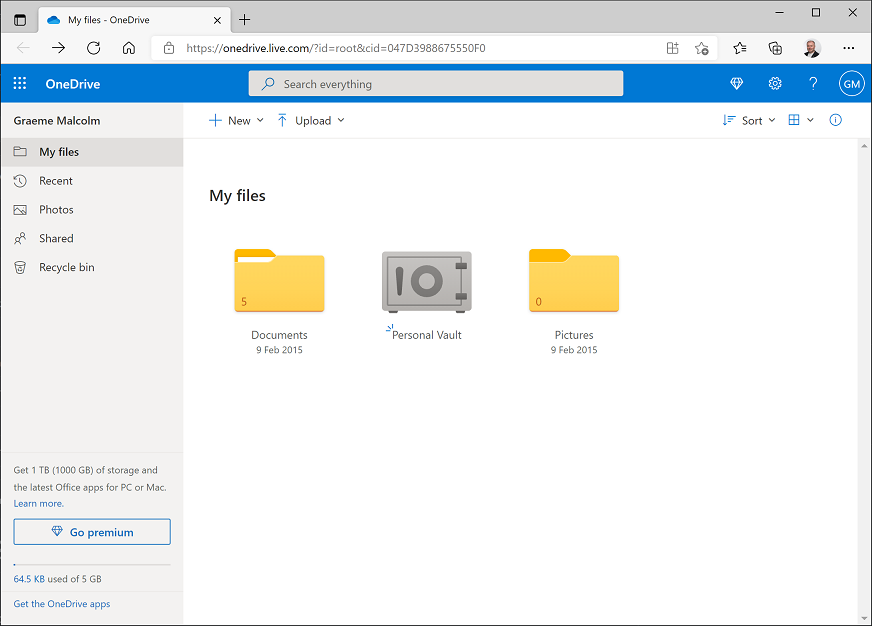 My files - OneDrive
https://onedrive.live.com/?id=root&cid=047D3988675550F0
OneDrive
Search everything
GM
Graeme Malcolm
New
Upload
Sort
My files
Recent
Photos
Shared
Recycle bin
My files
5
0
Documents
Personal Vault
Pictures
9 Feb 2015
9 Feb 2015
Get 1 TB (1000 GB) of storage and
the latest Office apps for PC or Mac.
Learn more.
Go premium
64.5 KB used of 5 GB
Get the OneDrive apps